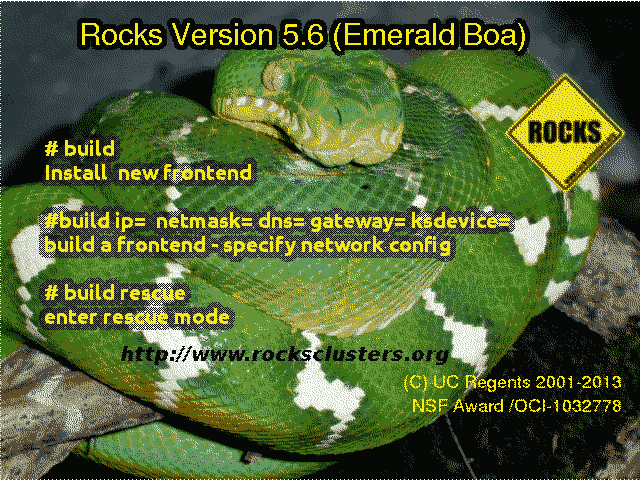 Rocks Version 5.6 (Emerald Boa)
ROCKS
# build
Install  new frontend
#build ip=  netmask= dns= gateway= ksdevice=
build a frontend - specify network config
# build rescue
enter rescue mode
http://www.rocksclusters.org
(C) UC Regents 2001-2013
NSF Award /OCI-1032778